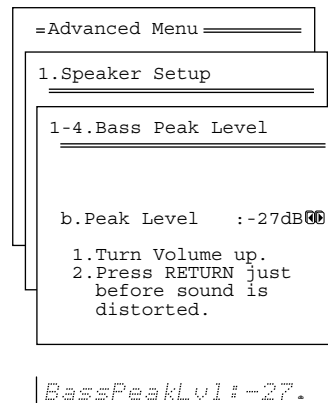 =Advanced Menu
1.Speaker Setup
1-4.Bass Peak Level
b.Peak Level :-27dB
1.Turn Volume up.
2.Press RETURN just
before sound is
distorted.
BassPeakLvl:-27.